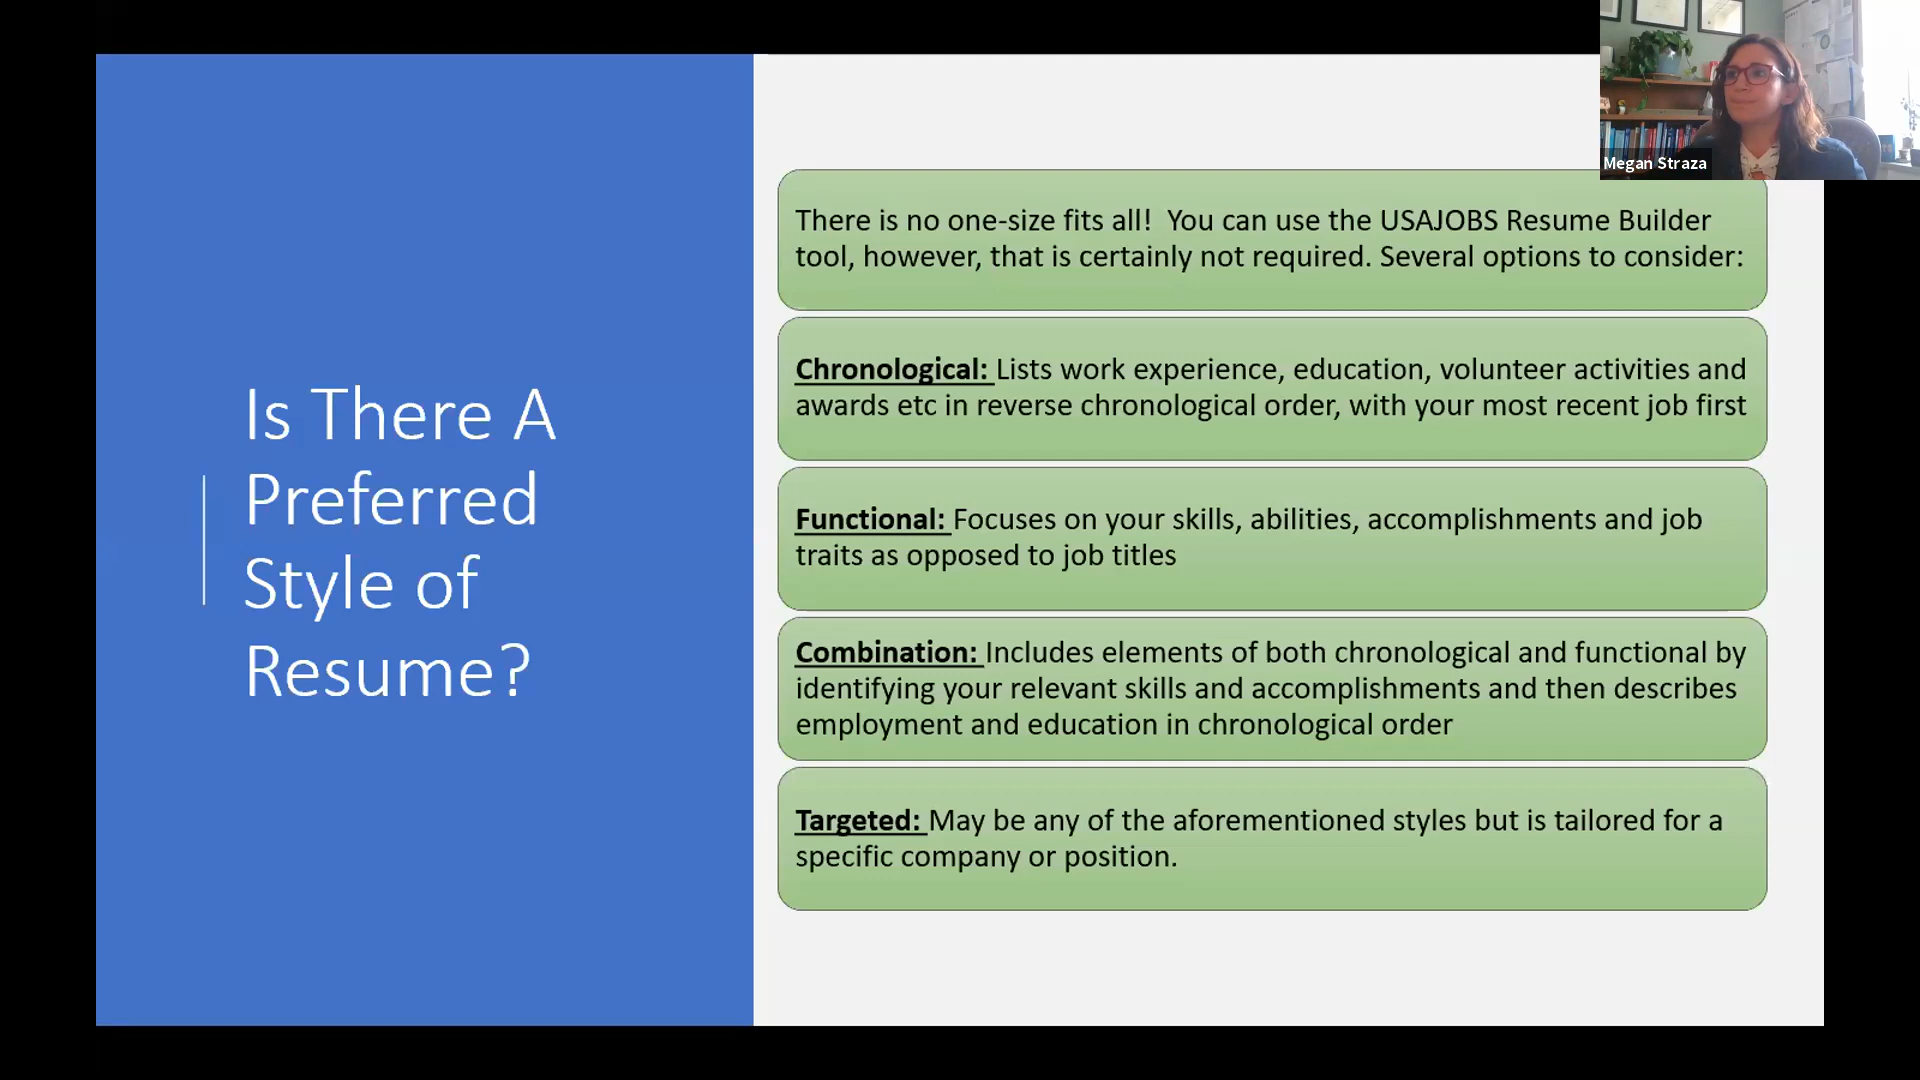 Is There A
Preferred
Style of
Resume?
There is no one-size fits all!  You can use the USAJOBS Resume Builder
tool, however, that is certainly not required. Several options to consider:
Chronological: Lists work experience, education, volunteer activities and
awards etc in reverse chronological order, with your most recent job first
Functional: Focuses on your skills, abilities, accomplishments and job
traits as opposed to job titles
Combination: Includes elements of both chronological and functional by
identifying your relevant skills and accomplishments and then describes
employment and education in chronological order
Targeted: May be any of the aforementioned styles but is tailored for a
specific company or position.
Megan Straza